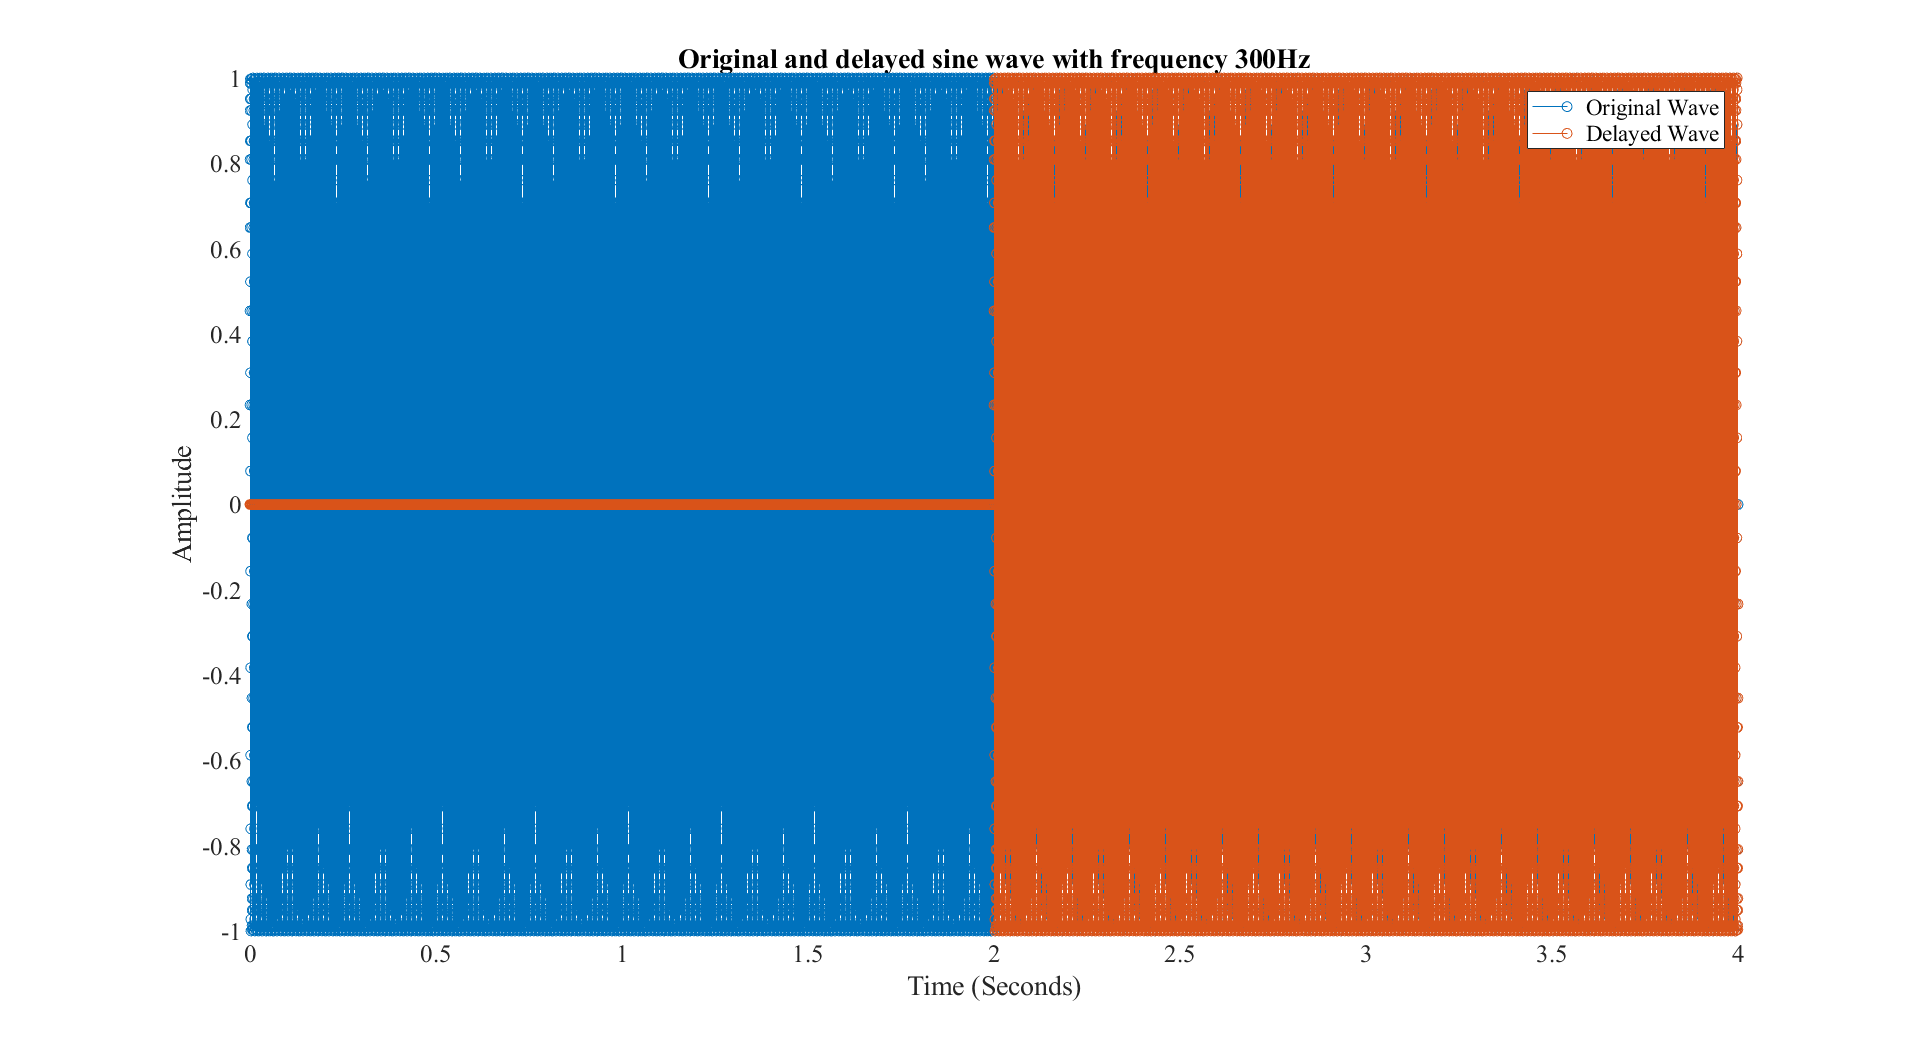 Original and delayed sine wave with frequency 300Hz
Original Wave
Delayed Wave
1
0.8
0.6
0.4
0.2
0
-0.2
-0.4
-0.6
-0.8
-1
Amplitude
0 0.5 1 1.5 2 2.5 3 3.5 4
Time (Seconds)